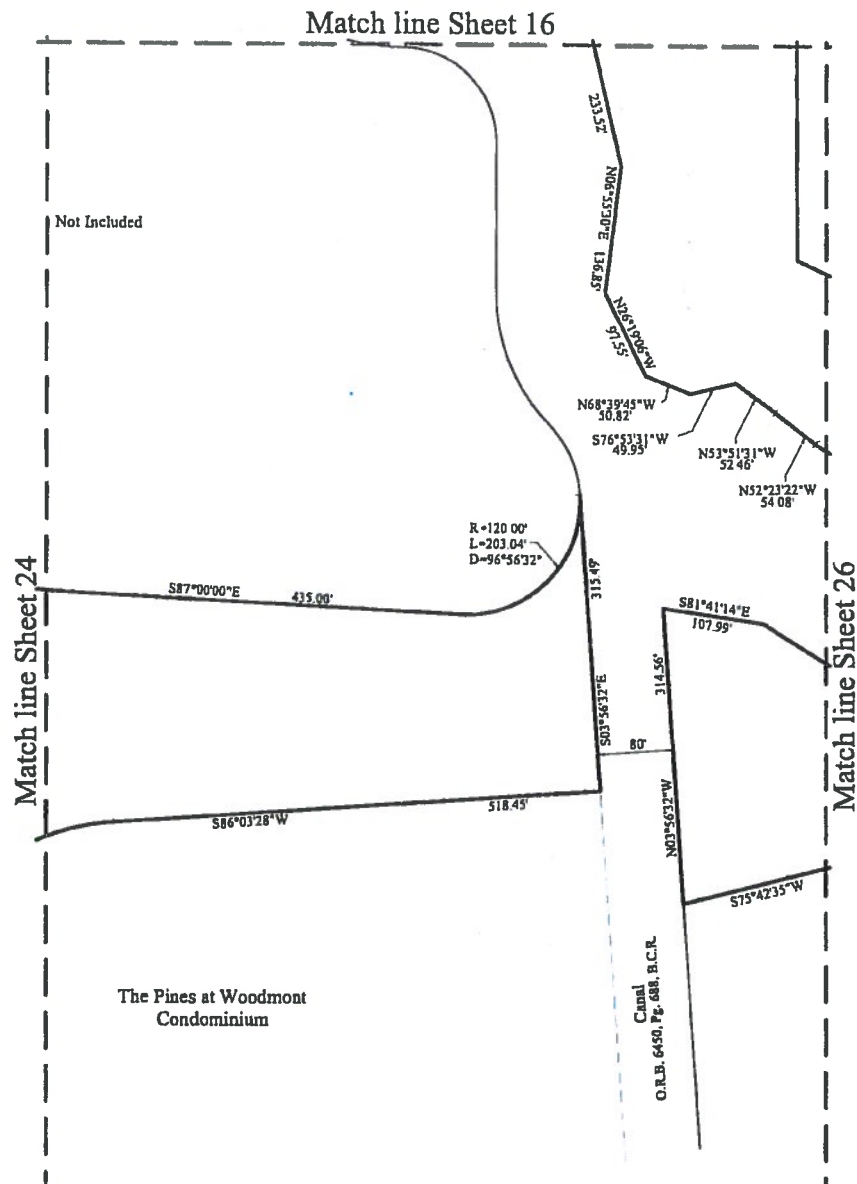 Match line Sheet 16
233.52'
N06°55'30"E 136.85'
Not Included
N26°19'06"W
97.55'
N68°39'45"W
50.82'
S76°53'31"W
49.95'
N53°51'31"W
52 46'
N52°23'22"W
54 08'
R=120 00'
L=203.04'
D=96°56'32"
Match line Sheet 24
S87°00'00"E 435.00'
315.49'
S03°56'32"E
S81°41'14"E
107.99'
314.56'
N03°56'32"W
80'
Match line Sheet 26
S86°03'28"W 518.45'
S75°42'35"W
The Pines at Woodmont
Condominium
Canal
O.R.B. 6450, Pg. 688, B.C.R.